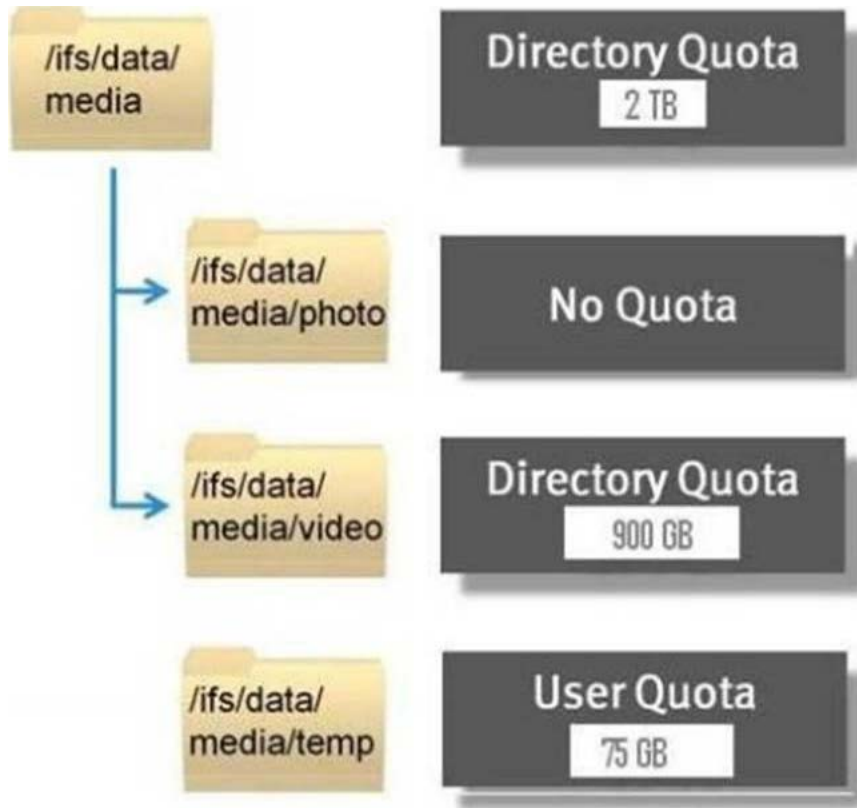 /ifs/data/
media
Directory Quota
2 TB
/ifs/data/
media/photo
No Quota
/ifs/data/
media/video
Directory Quota
900 GB
/ifs/data/
media/temp
User Quota
75 GB